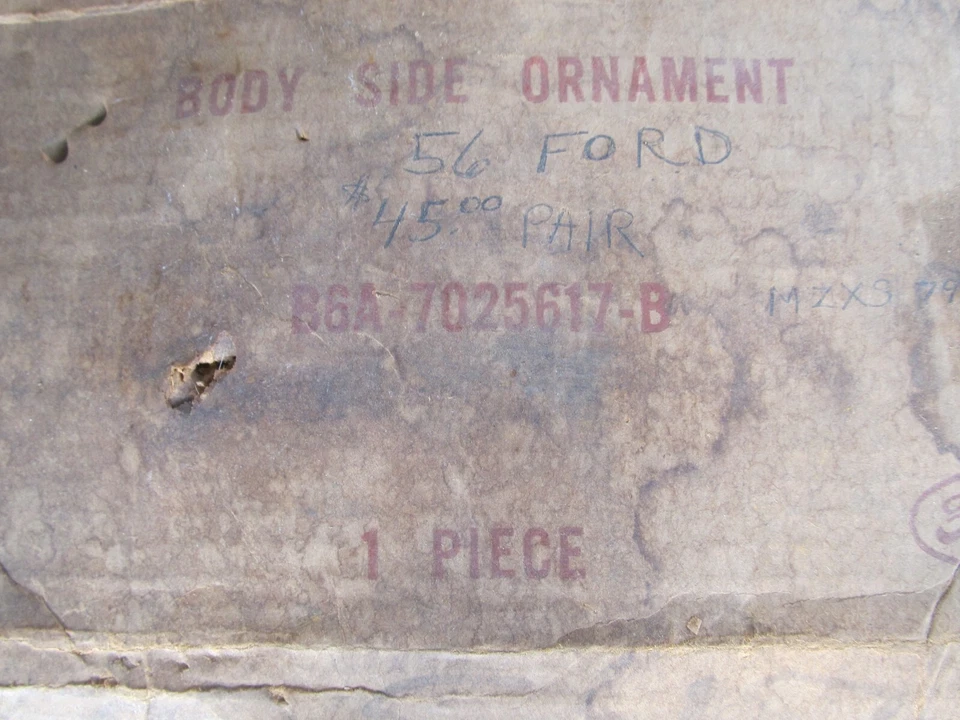 BODY SIDE ORNAMENT
56 FORD
$45.00 PAIR
B6A-7025617-B
1 PIECE